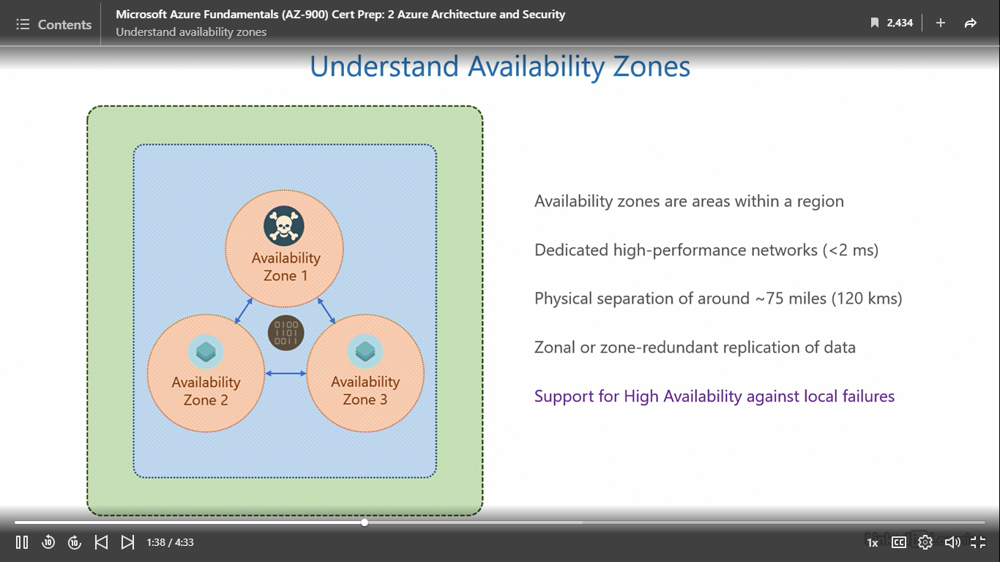 Contents
Microsoft Azure Fundamentals (AZ-900) Cert Prep: 2 Azure Architecture and Security
Understand availability zones
2,434
Understand Availability Zones
Availability
Zone 1
0100
1101
0011
Availability
Zone 2
Availability
Zone 3
Availability zones are areas within a region
Dedicated high-performance networks (<2 ms)
Physical separation of around ~75 miles (120 kms)
Zonal or zone-redundant replication of data
Support for High Availability against local failures
10
10
1:38 / 4:33
1x
CC